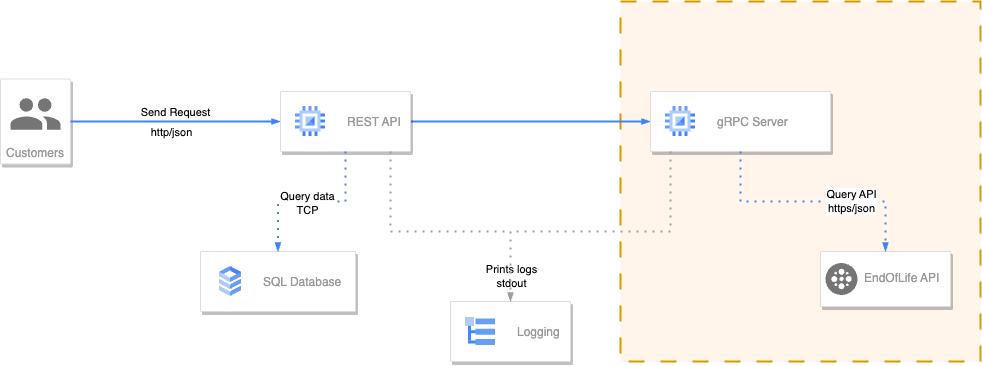 Customers
Send Request
http/json
REST API
gRPC Server
Query data
TCP
Query API
https/json
SQL Database
EndOfLife API
Prints logs
stdout
Logging